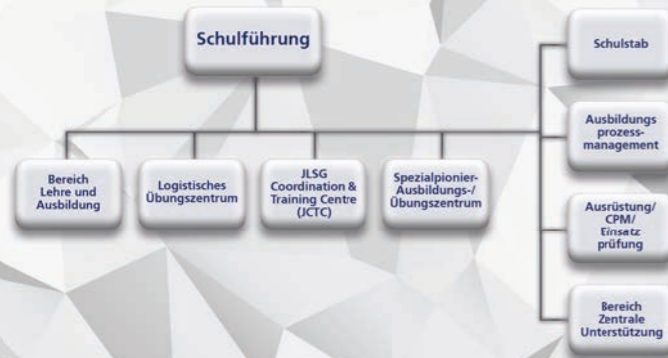 Schulführung
Schulstab
Ausbildungs
prozess-
management
Bereich
Lehre und
Ausbildung
Logistisches
Übungszentrum
JLSG
Coordination &
Training Centre
(JCTC)
Spezialpionier-
Ausbildungs-/
Übungszentrum
Ausrüstung/
CPM/
Einsatz
prüfung
Bereich
Zentrale
Unterstützung